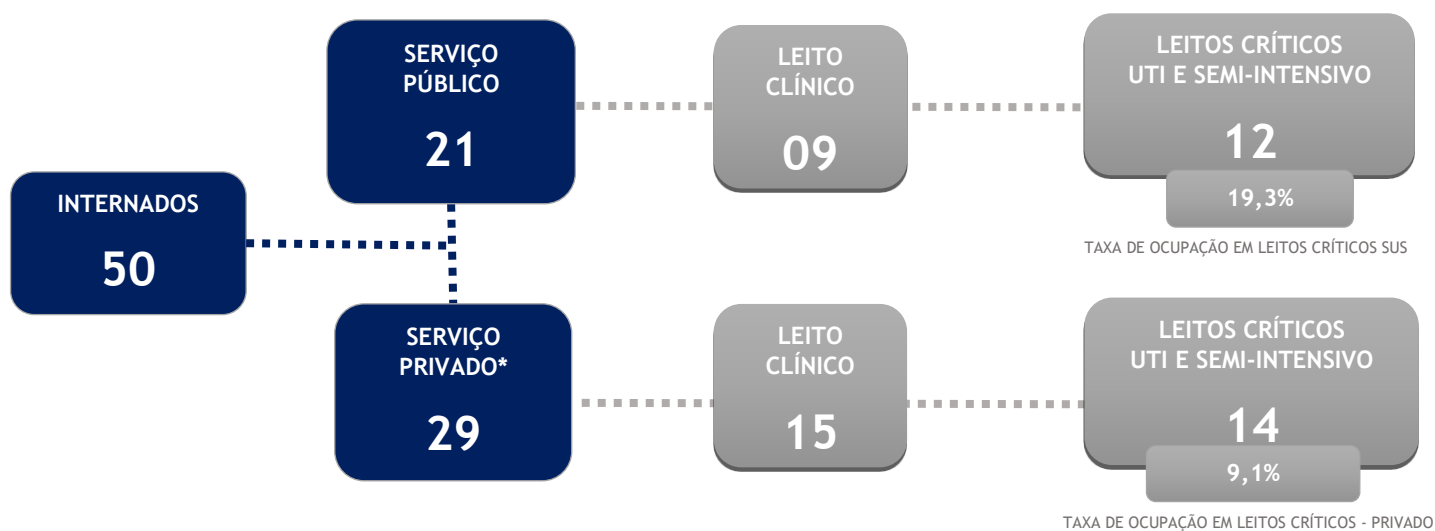 INTERNADOS
50
SERVIÇO
PÚBLICO
21
LEITO
CLÍNICO
09
LEITOS CRÍTICOS
UTI E SEMI-INTENSIVO
12
19,3%
TAXA DE OCUPAÇÃO EM LEITOS CRÍTICOS SUS
SERVIÇO
PRIVADO*
29
LEITO
CLÍNICO
15
LEITOS CRÍTICOS
UTI E SEMI-INTENSIVO
14
9,1%
TAXA DE OCUPAÇÃO EM LEITOS CRÍTICOS - PRIVADO